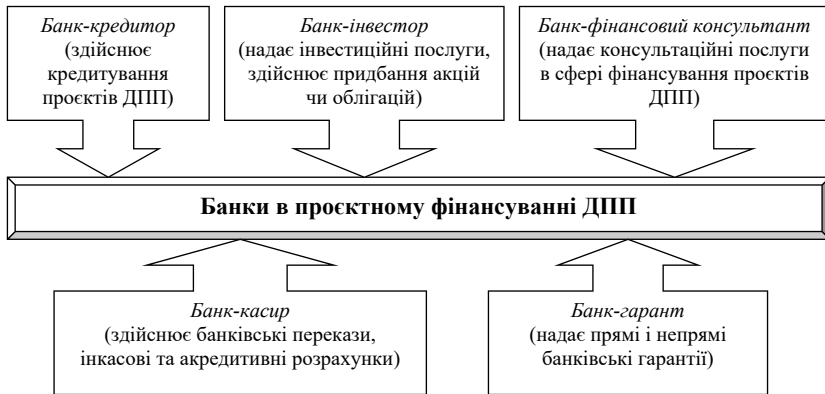 Банк-кредитор
(здійснює
кредитування
проєктів ДПП)
Банк-інвестор
(надає інвестиційні послуги,
здійснює придбання акцій
чи облігацій)
Банк-фінансовий консультант
(надає консультаційні послуги
в сфері фінансування проєктів
ДПП)
Банки в проєктному фінансуванні ДПП
Банк-касир
(здійснює банківські перекази,
інкасові та акредитивні розрахунки)
Банк-гарант
(надає прямі і непрямі
банківські гарантії)